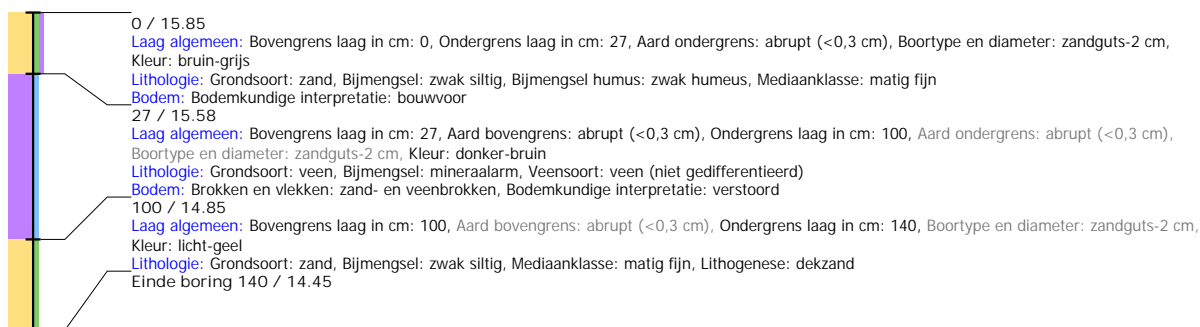 0 / 15.85
Laag algemeen: Bovengrens laag in cm: 0, Ondergrens laag in cm: 27, Aard ondergrens: abrupt (<0,3 cm), Boortype en diameter: zandguts-2 cm,
Kleur: bruin-grijs
Lithologie: Grondsoort: zand, Bijmengsel: zwak siltig, Bijmengsel humus: zwak humeus, Mediaanklasse: matig fijn
Bodem: Bodemkundige interpretatie: bouwvoor
27 / 15.58
Laag algemeen: Bovengrens laag in cm: 27, Aard bovengrens: abrupt (<0,3 cm), Ondergrens laag in cm: 100, Aard ondergrens: abrupt (<0,3 cm),
Boortype en diameter: zandguts-2 cm, Kleur: donker-bruin
Lithologie: Grondsoort: veen, Bijmengsel: mineraalarm, Veensoort: veen (niet gedifferentieerd)
Bodem: Brokken en vlekken: zand- en veenbrokken, Bodemkundige interpretatie: verstoord
100 / 14.85
Laag algemeen: Bovengrens laag in cm: 100, Aard bovengrens: abrupt (<0,3 cm), Ondergrens laag in cm: 140, Boortype en diameter: zandguts-2 cm,
Kleur: licht-geel
Lithologie: Grondsoort: zand, Bijmengsel: zwak siltig, Mediaanklasse: matig fijn, Lithogenese: dekzand
Einde boring 140 / 14.45